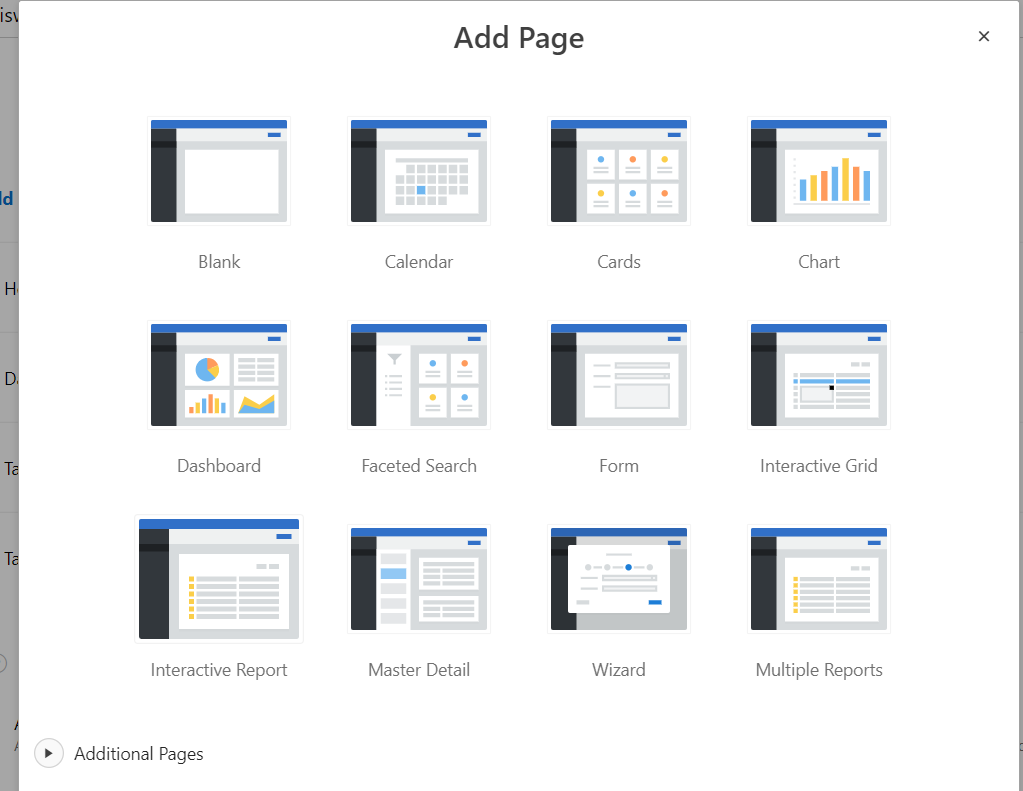 Add Page
Blank
Calendar
Cards
Chart
Dashboard
Faceted Search
Form
Interactive Grid
Interactive Report
Master Detail
Wizard
Multiple Reports
Additional Pages